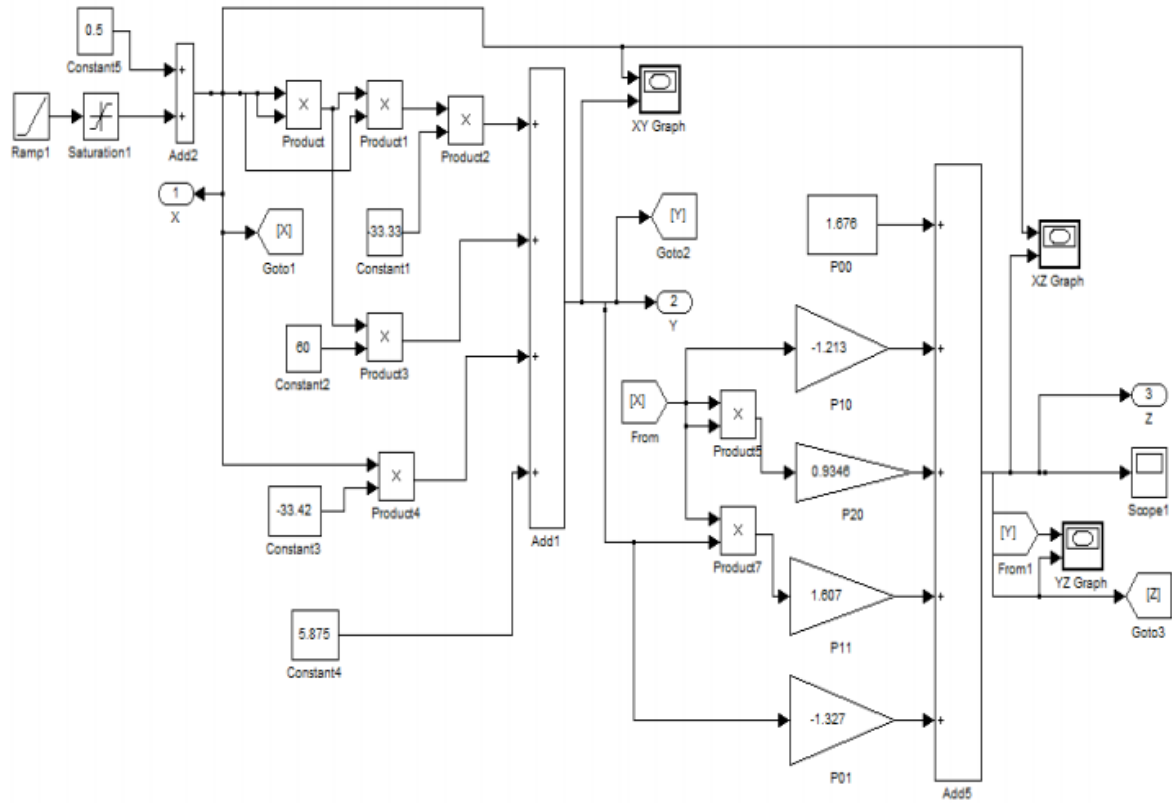 0.5
Constant5
+
+
Ramp1
Saturation1
Add2
X
Product
X
Product1
X
Product2
XY Graph
1
X
[X]
Goto1
-33.33
Constant1
+
+
+
+
Add1
[Y]
Goto2
2
Y
60
Constant2
X
Product3
X
Product4
-33.42
Constant3
5.875
Constant4
1.676
P00
XZ Graph
-1.213
P10
[X]
From
X
Product5
0.9346
P20
X
Product7
1.607
P11
-1.327
P01
+
+
+
+
+
Add5
3
Z
Scope1
[Y]
From1
YZ Graph
[Z]
Goto3